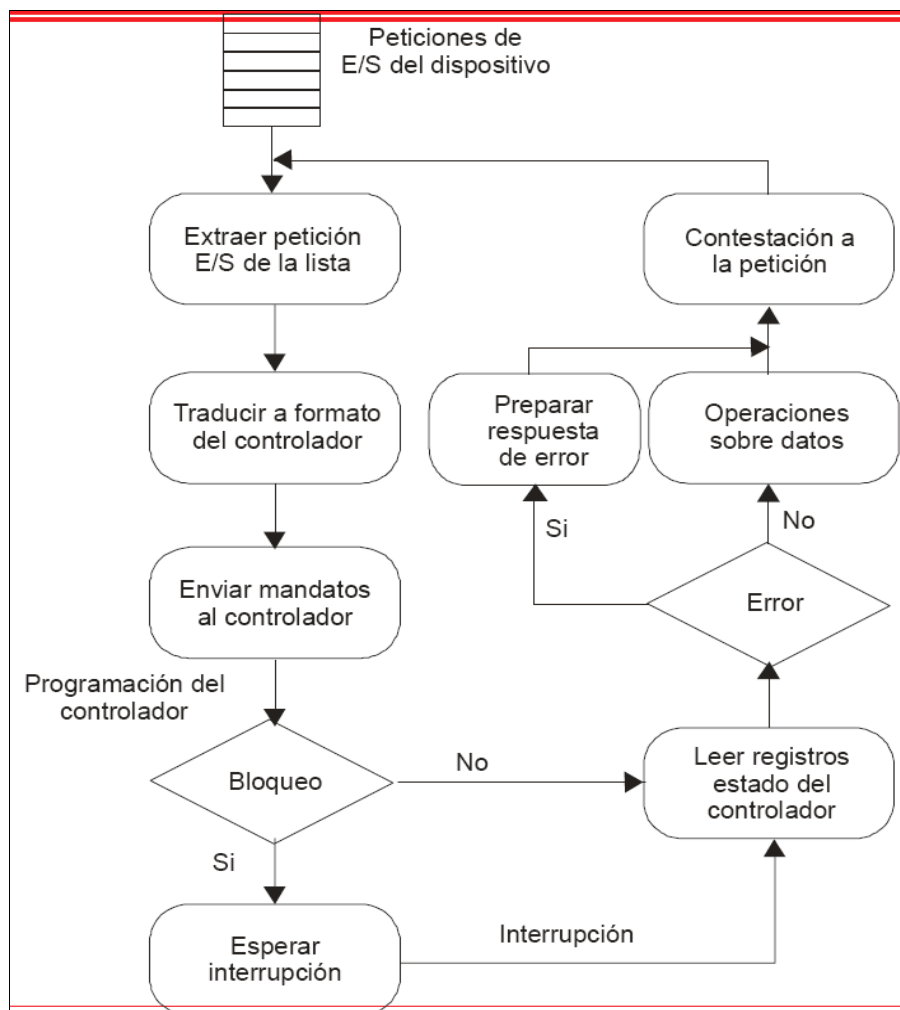 Peticiones de
E/S del dispositivo
Extraer petición
E/S de la lista
Contestación a
la petición
Traducir a formato
del controlador
Preparar
respuesta
de error
Operaciones
sobre datos
Si
No
Enviar mandatos
al controlador
Error
Programación del
controlador
Bloqueo
No
Leer registros
estado del
controlador
Si
Esperar
interrupción
Interrupción